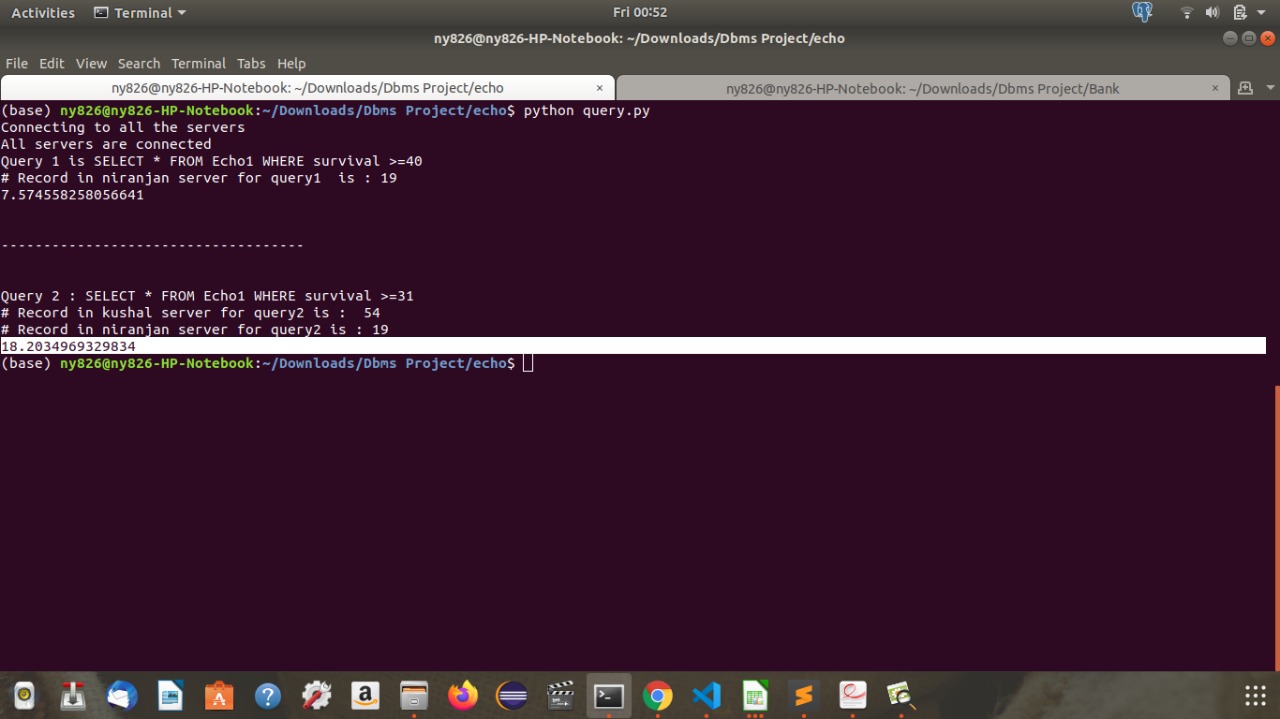 Activities Terminal Fri 00:52
ny826@ny826-HP-Notebook: ~/Downloads/Dbms Project/echo
File Edit View Search Terminal Tabs Help
ny826@ny826-HP-Notebook: ~/Downloads/Dbms Project/echo × ny826@ny826-HP-Notebook: ~/Downloads/Dbms Project/Bank ×
(base) ny826@ny826-HP-Notebook:~/Downloads/Dbms Project/echo$ python query.py
Connecting to all the servers
All servers are connected
Query 1 is SELECT * FROM Echo1 WHERE survival >=40
# Record in niranjan server for query1  is : 19
7.574558258056641
------------------------------------
Query 2 : SELECT * FROM Echo1 WHERE survival >=31
# Record in kushal server for query2 is :  54
# Record in niranjan server for query2 is : 19
18.2034969329834
(base) ny826@ny826-HP-Notebook:~/Downloads/Dbms Project/echo$